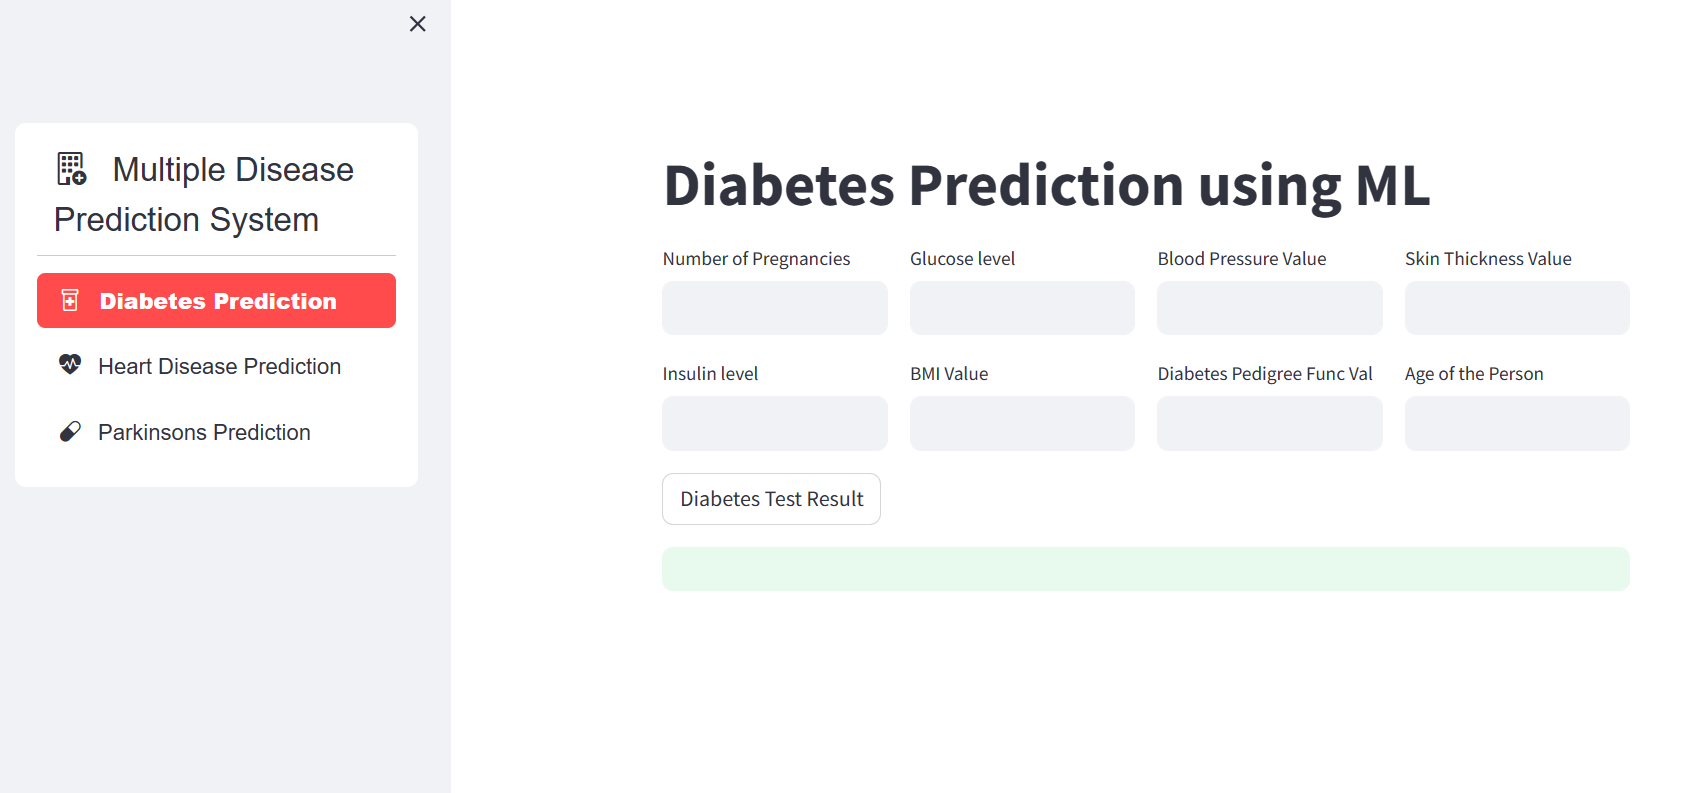 Multiple Disease
Prediction System
Diabetes Prediction
Heart Disease Prediction
Parkinsons Prediction
Diabetes Prediction using ML
Number of Pregnancies
Glucose level
Blood Pressure Value
Skin Thickness Value
Insulin level
BMI Value
Diabetes Pedigree Func Val
Age of the Person
Diabetes Test Result